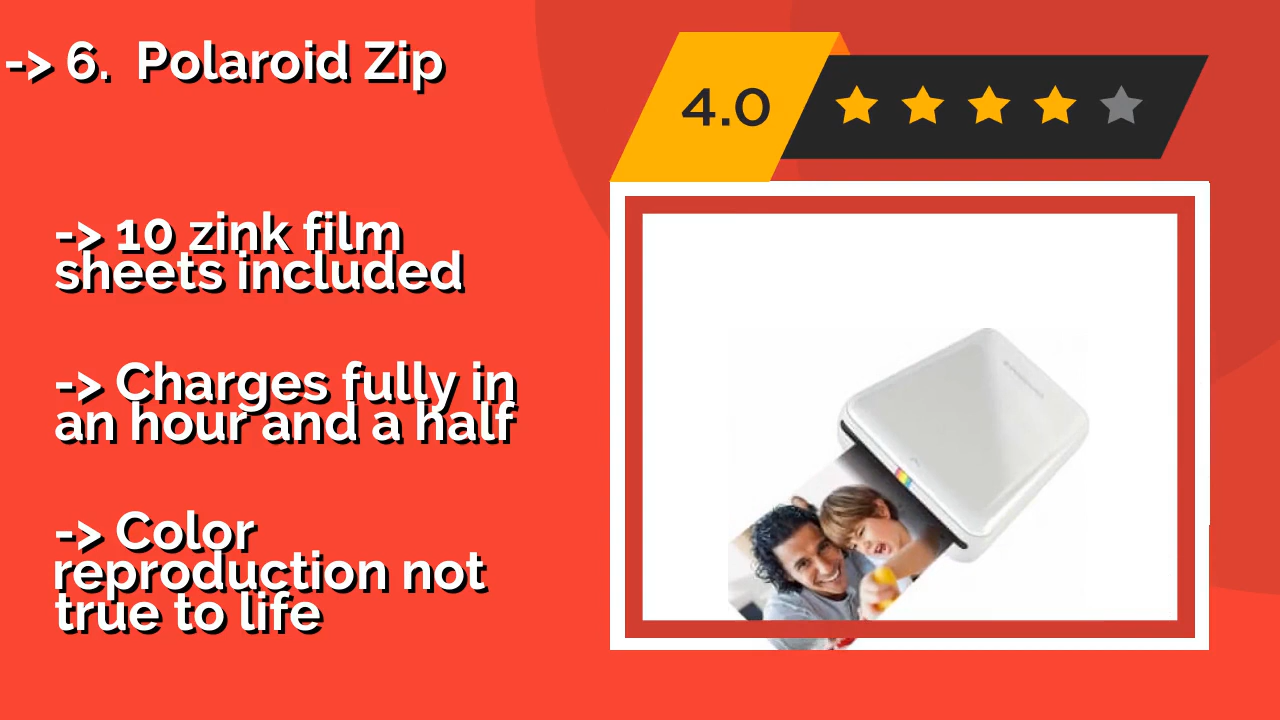 -> 6.  Polaroid Zip
4.0
-> 10 zink film
sheets included
-> Charges fully in
an hour and a half
-> Color
reproduction not
true to life